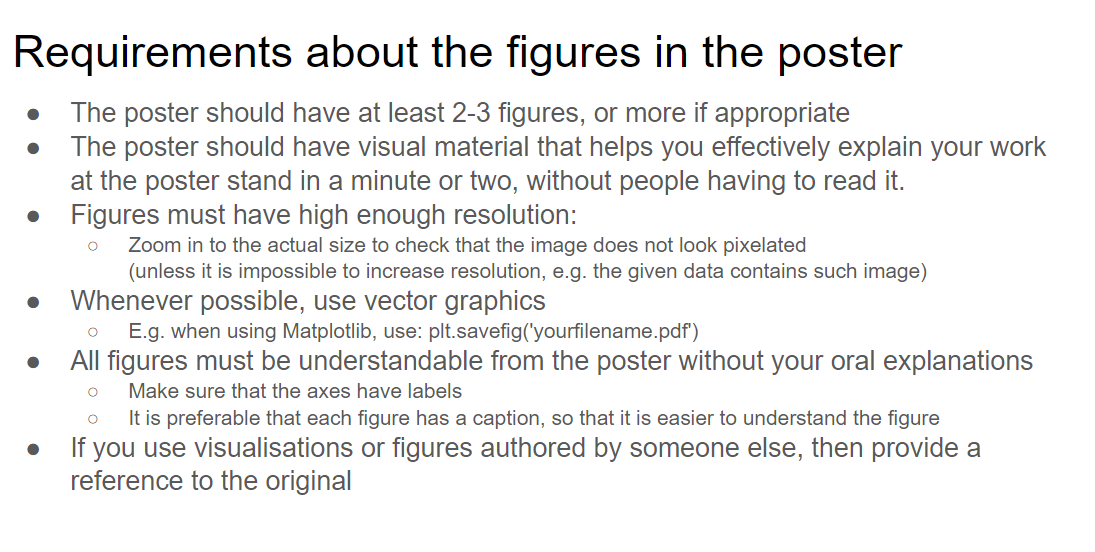 Requirements about the figures in the poster
● The poster should have at least 2-3 figures, or more if appropriate
● The poster should have visual material that helps you effectively explain your work
at the poster stand in a minute or two, without people having to read it.
● Figures must have high enough resolution:
○ Zoom in to the actual size to check that the image does not look pixelated
(unless it is impossible to increase resolution, e.g. the given data contains such image)
● Whenever possible, use vector graphics
○ E.g. when using Matplotlib, use: plt.savefig('yourfilename.pdf')
● All figures must be understandable from the poster without your oral explanations
○ Make sure that the axes have labels
○ It is preferable that each figure has a caption, so that it is easier to understand the figure
● If you use visualisations or figures authored by someone else, then provide a
reference to the original